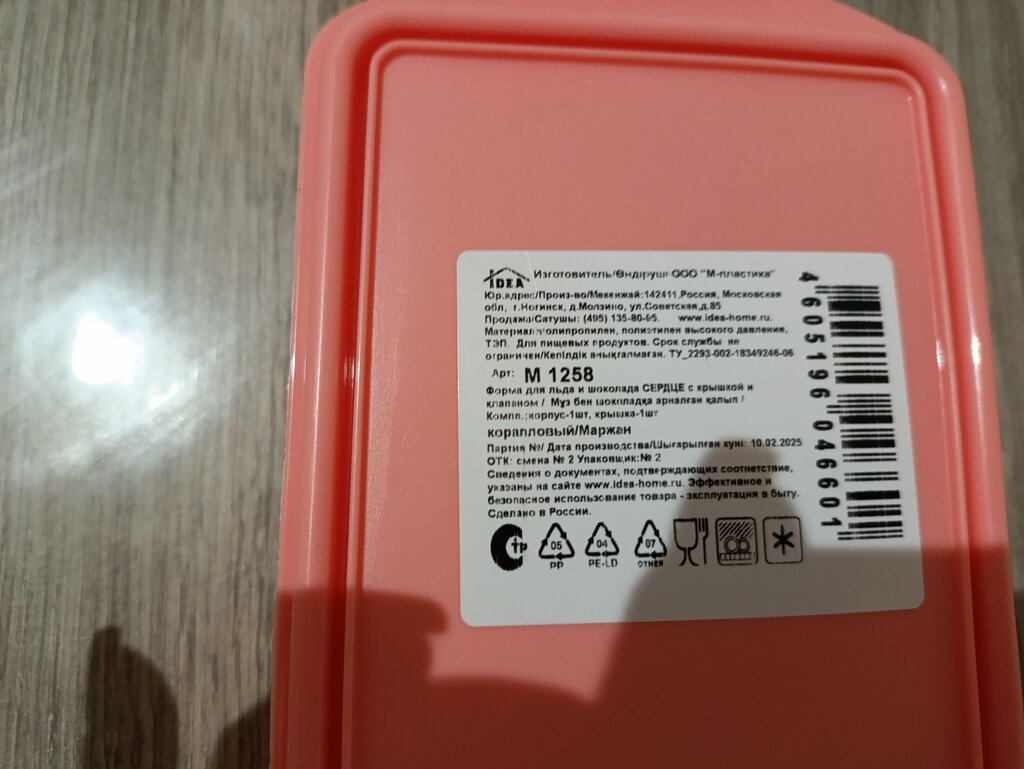 IDEA
Изготовитель/Өндіруші ООО "М-пластика"
Юр.адрес/Произ-во/Мекенжай:142411,Россия, Московская
обл, г.Ногинск, д.Молзино, ул.Советская,д.85
Продажа/Сатушы: (495) 135-80-95. www.idea-home.ru.
Материал:полипропилен, полиэтилен высокого давления,
ТЭП. Для пищевых продуктов. Срок службы не
ограничен/Кепілдік анықталмаған. ТУ_2293-002-18349246-06
Арт: М 1258
Форма для льда и шоколада СЕРДЦЕ с крышкой и
клапаном / Мұз бен шоколадқа арналған қалып /
Компл.:корпус-1шт, крышка-1шт
коралловый/Маржан
Партия №/ Дата производства/Шығарылған күні: 10.02.2025
ОТК: смена № 2 Упаковщик:№ 2
Сведения о документах, подтверждающих соответствие,
указаны на сайте www.idea-home.ru. Эффективное и
безопасное использование товара - эксплуатация в быту.
Сделано в России.
05
PP
04
PE-LD
07
OTHER
4605196046601